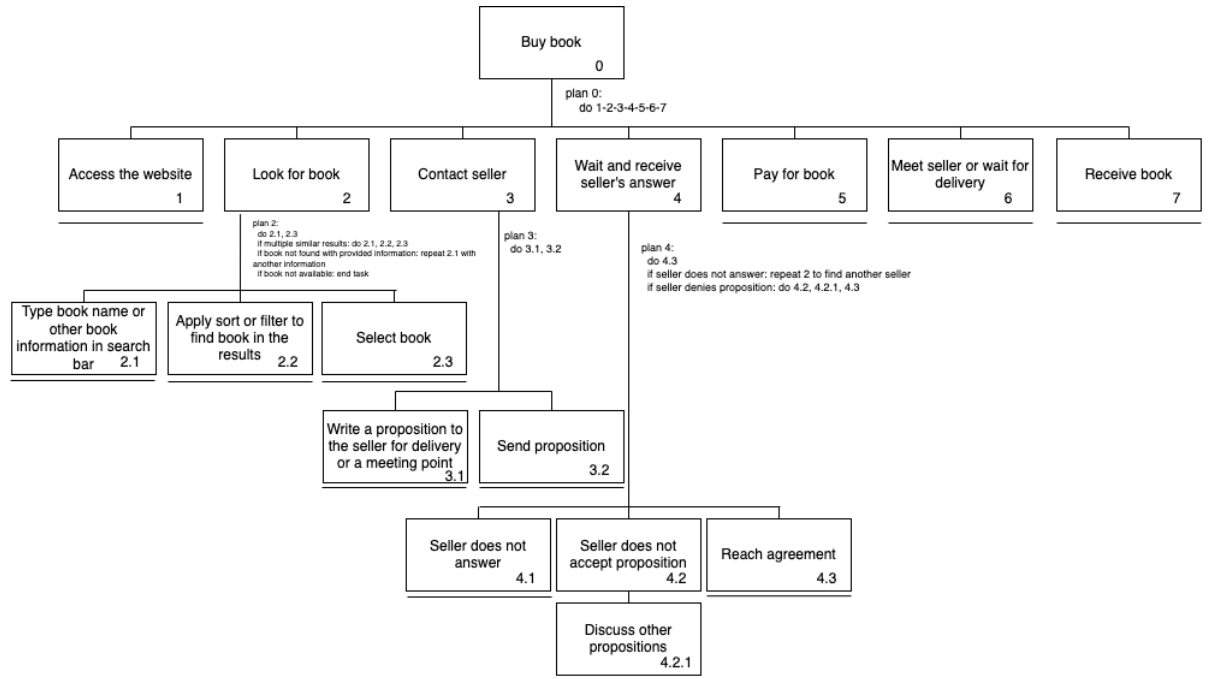 Buy book
0
plan 0:
do 1-2-3-4-5-6-7
Access the website
1
Look for book
2
Contact seller
3
Wait and receive
seller's answer
4
Pay for book
5
Meet seller or wait for
delivery
6
Receive book
7
plan 2:
do 2.1, 2.3
if multiple similar results: do 2.1, 2.2, 2.3
if book not found with provided information: repeat 2.1 with
another information
if book not available: end task
plan 3:
do 3.1, 3.2
plan 4:
do 4.3
if seller does not answer: repeat 2 to find another seller
if seller denies proposition: do 4.2, 4.2.1, 4.3
Type book name or
other book
information in search
bar
2.1
Apply sort or filter to
find book in the
results
2.2
Select book
2.3
Write a proposition to
the seller for delivery
or a meeting point
3.1
Send proposition
3.2
Seller does not
answer
4.1
Seller does not
accept proposition
4.2
Reach agreement
4.3
Discuss other
propositions
4.2.1